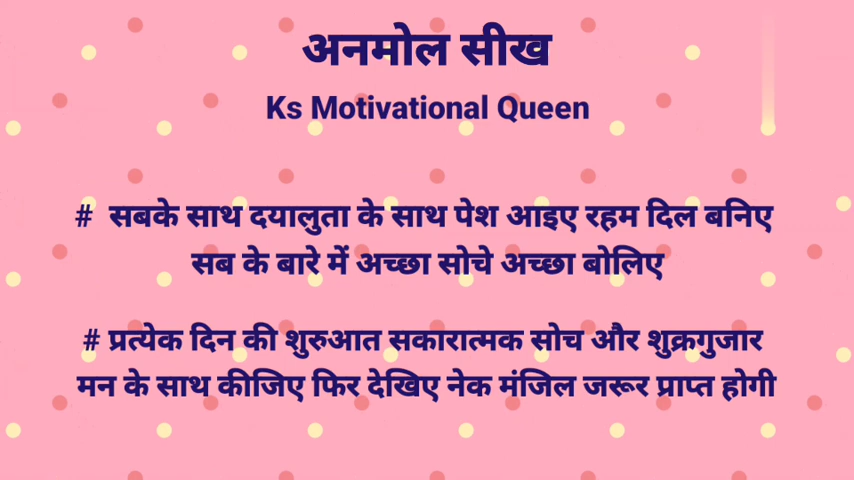 अनमोल सीख
Ks Motivational Queen
# सबके साथ दयालुता के साथ पेश आइए रहम दिल बनिए
सब के बारे में अच्छा सोचे अच्छा बोलिए
# प्रत्येक दिन की शुरुआत सकारात्मक सोच और शुक्रगुजार
मन के साथ कीजिए फिर देखिए नेक मंजिल जरूर प्राप्त होगी